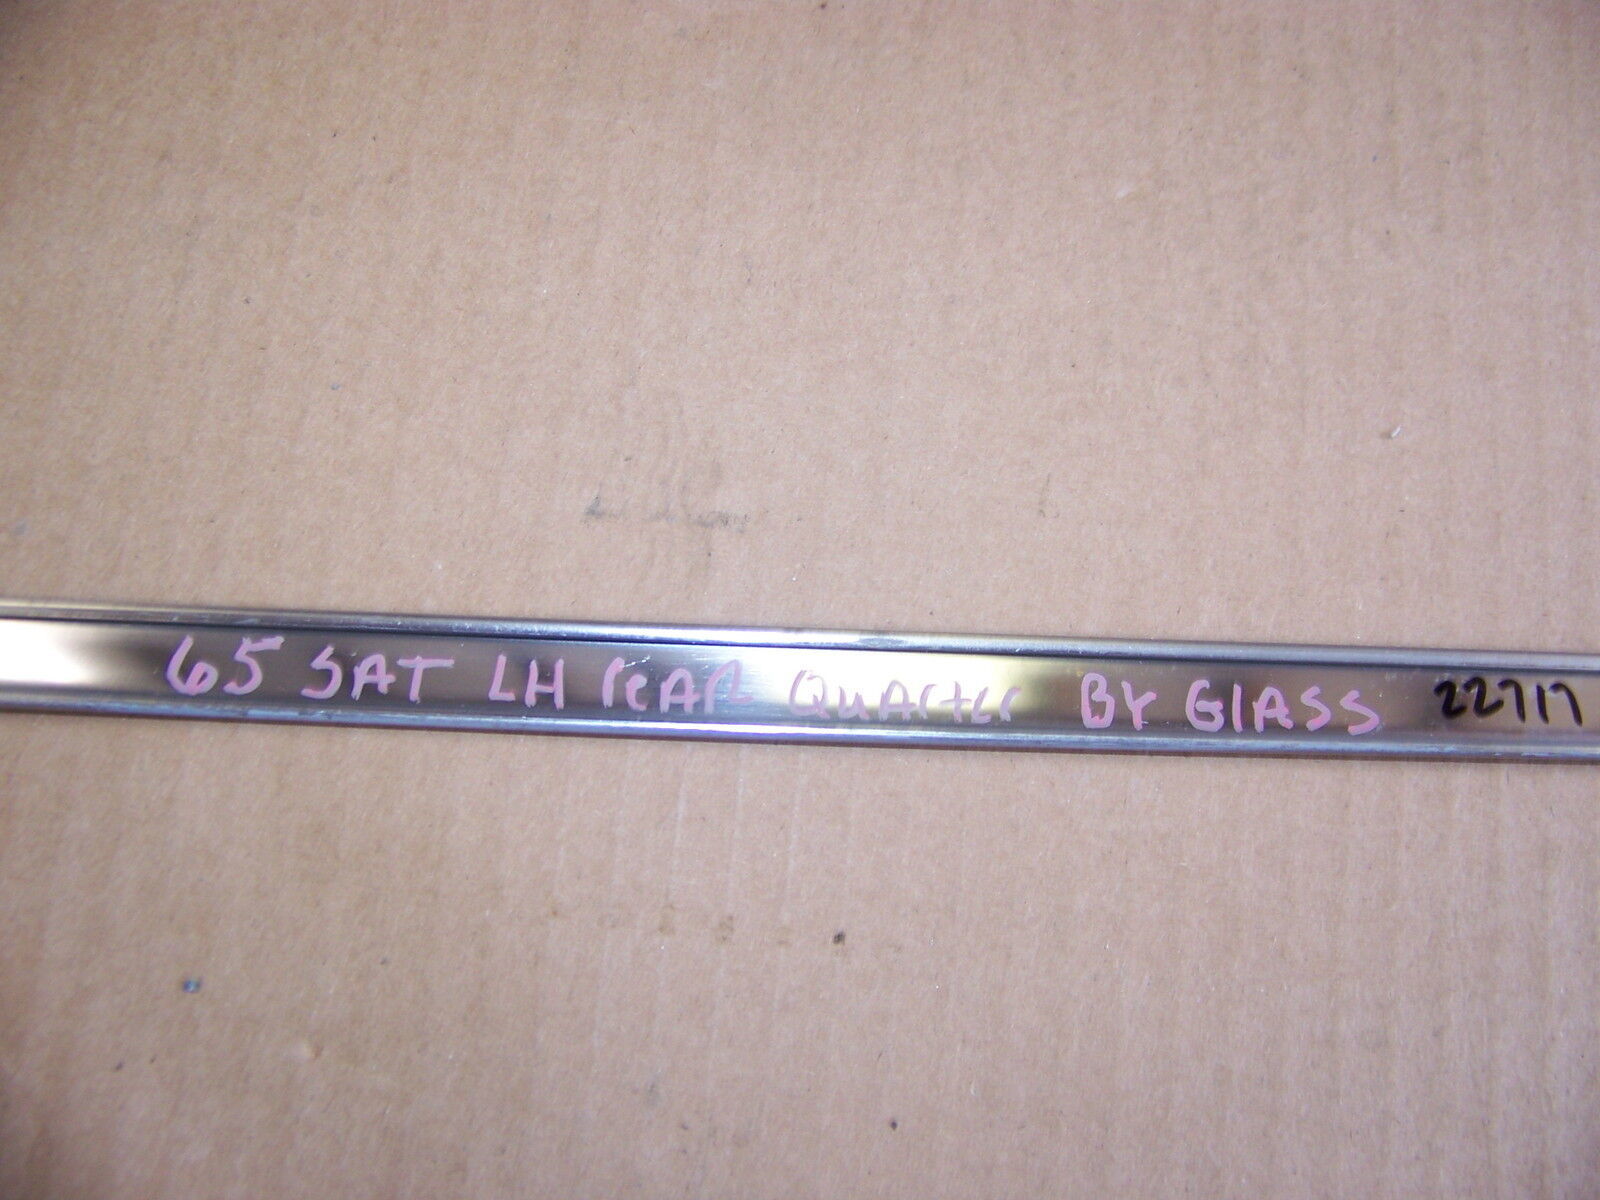 65 SAT LH reAR QuArter BY GlASS 22717